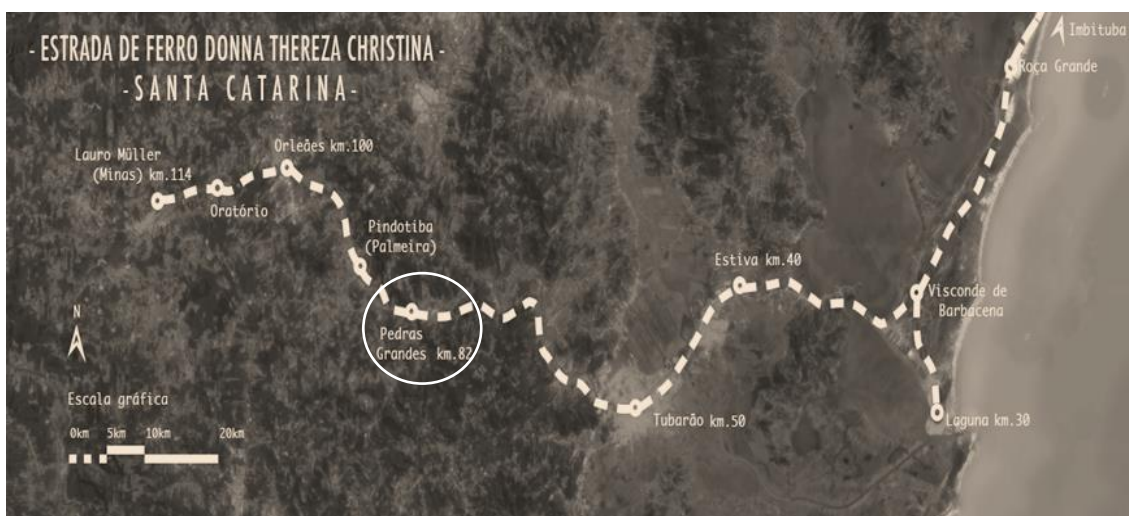 - ESTRADA DE FERRO DONNA THEREZA CHRISTINA -
- SANTA CATARINA -
Imbituba
Roça Grande
Orleães km.100
Lauro Müller
(Minas) km.114
Oratório
Pindotiba
(Palmeira)
Estiva km.40
Visconde de
Barbacena
N
Pedras
Grandes km.82
Escala gráfica
Tubarão km.50
Laguna km.30
0km 5km 10km 20km